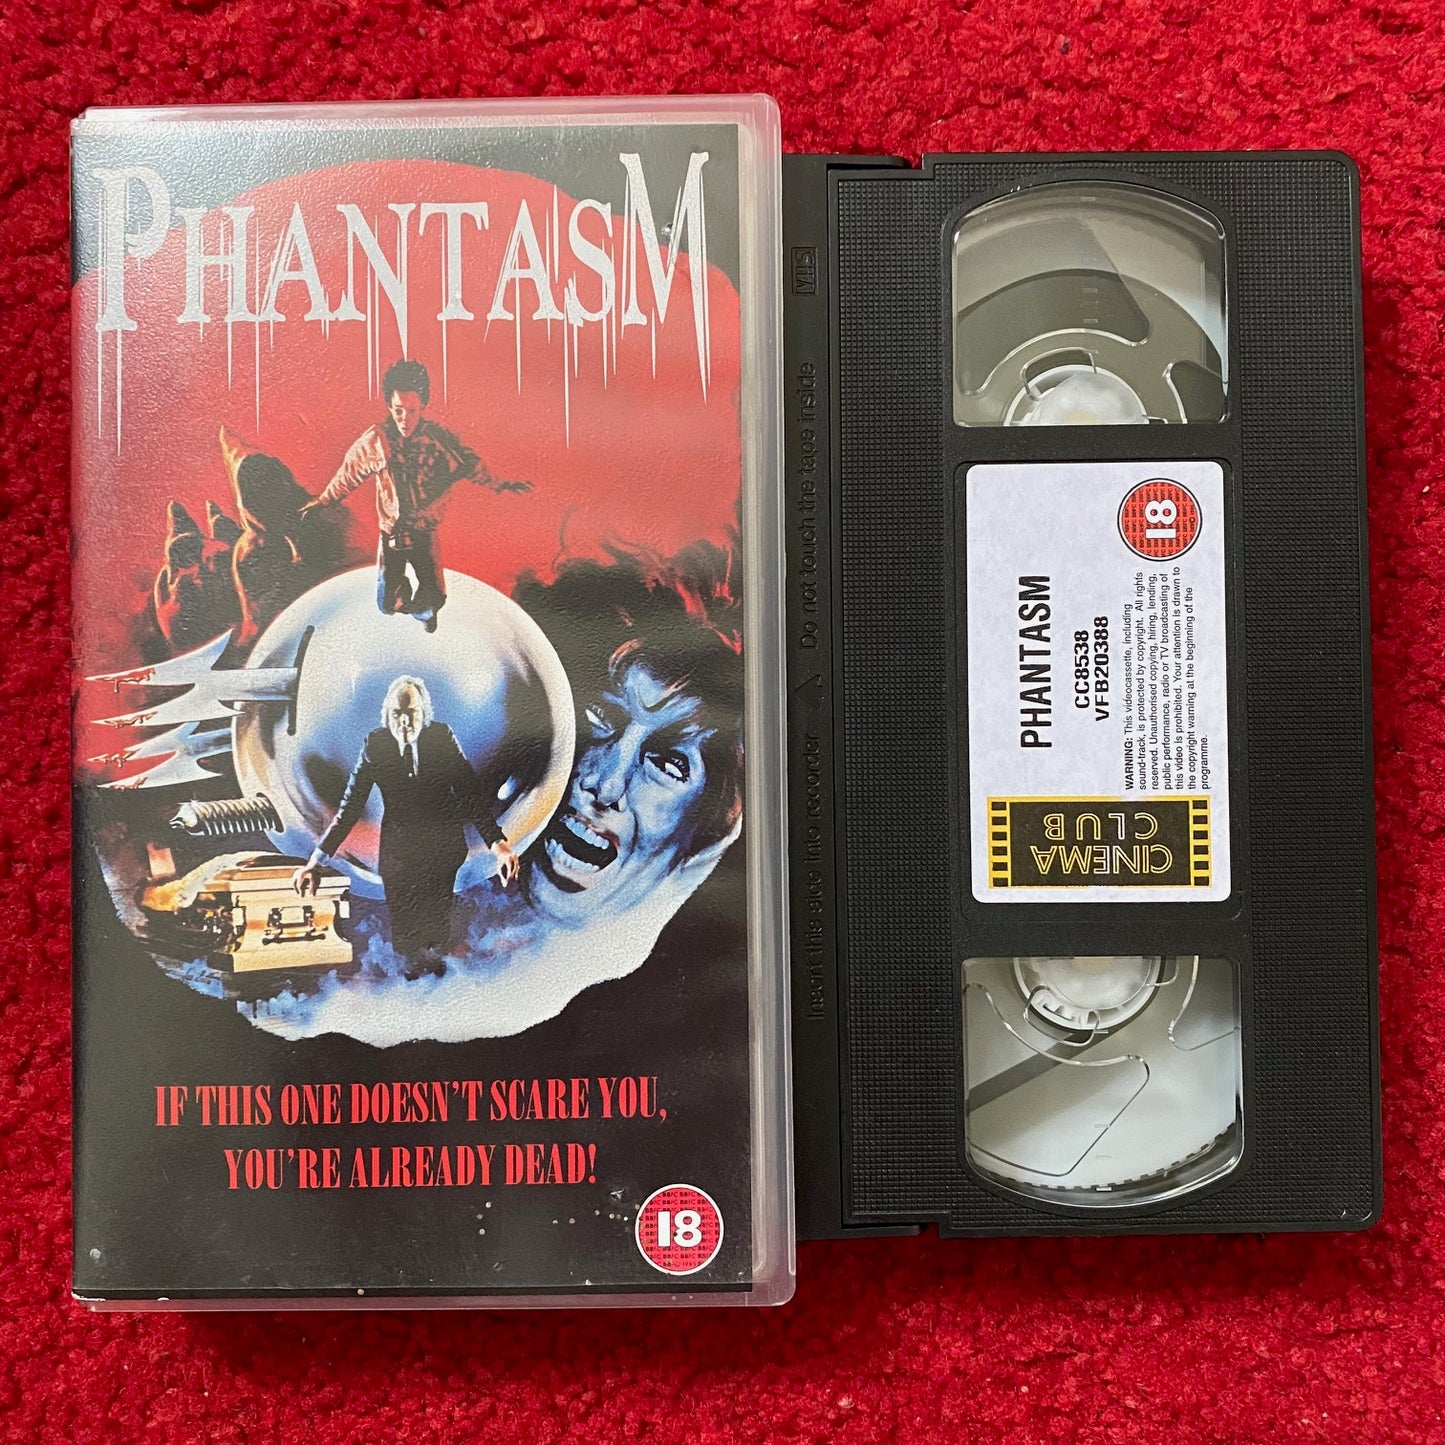 PHANTASM
IF THIS ONE DOESN'T SCARE YOU,
YOU'RE ALREADY DEAD!
18
VHS
Insert this side into recorder
Do not touch the tape inside
PHANTASM
CC8538
VFB20388
18
WARNING: This videocassette, including
sound-track, is protected by copyright. All rights
reserved. Unauthorised copying, hiring, lending,
public performance, radio or TV broadcasting of
this video is prohibited. Your attention is drawn to
the copyright warning at the beginning of the
programme.
CINEMA
CLUB